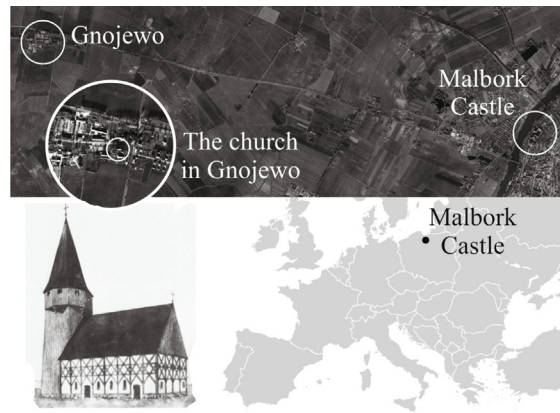 Gnojewo
Malbork
Castle
The church
in Gnojewo
Malbork
Castle